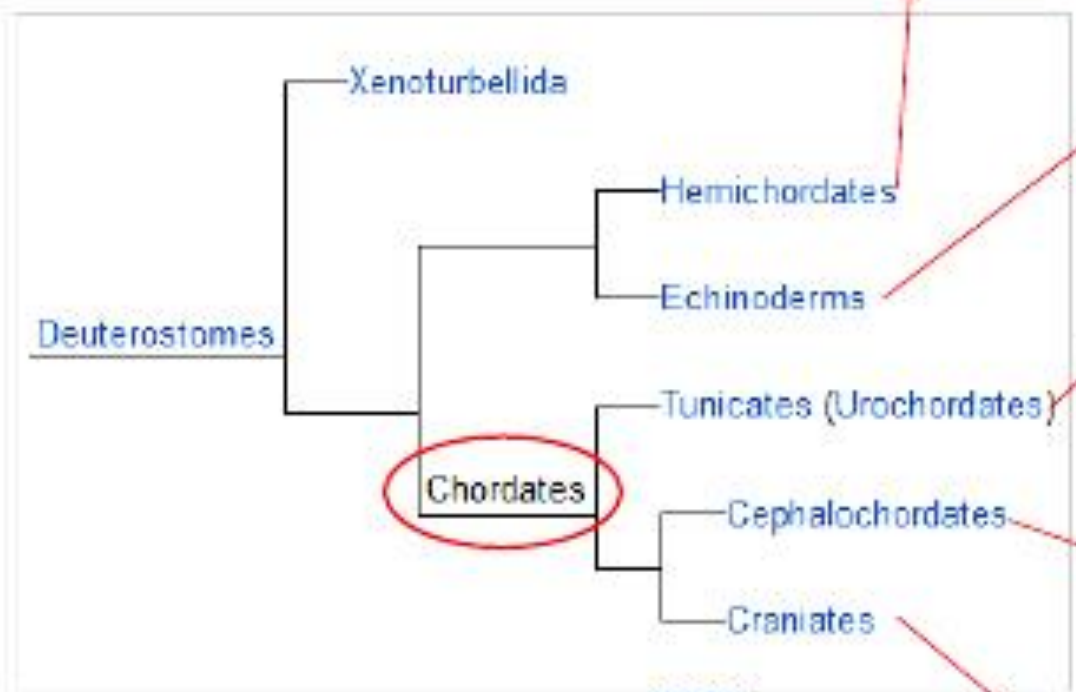 Xenoturbellida
Hemichordates
Echinoderms
Deuterostomes
Tunicates (Urochordates)
Chordates
Cephalochordates
Craniates